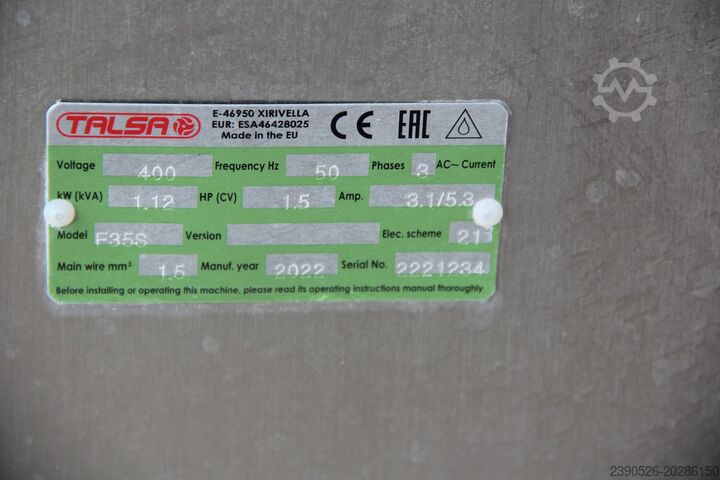 TALSA
E-46950 XIRIVELLA
EUR: ESA46428025
Made in the EU
CE EAC
Voltage 400 Frequency Hz 50 Phases 3 AC~ Current
kW (kVA) 1.12 HP (CV) 1.5 Amp. 3.1/5.3
Model F35S Version Elec. scheme 211
Main wire mm² 1.5 Manuf. year 2022 Serial No. 2221234
Before installing or operating this machine, please read its operating instructions manual thoroughly
2390526-20286150